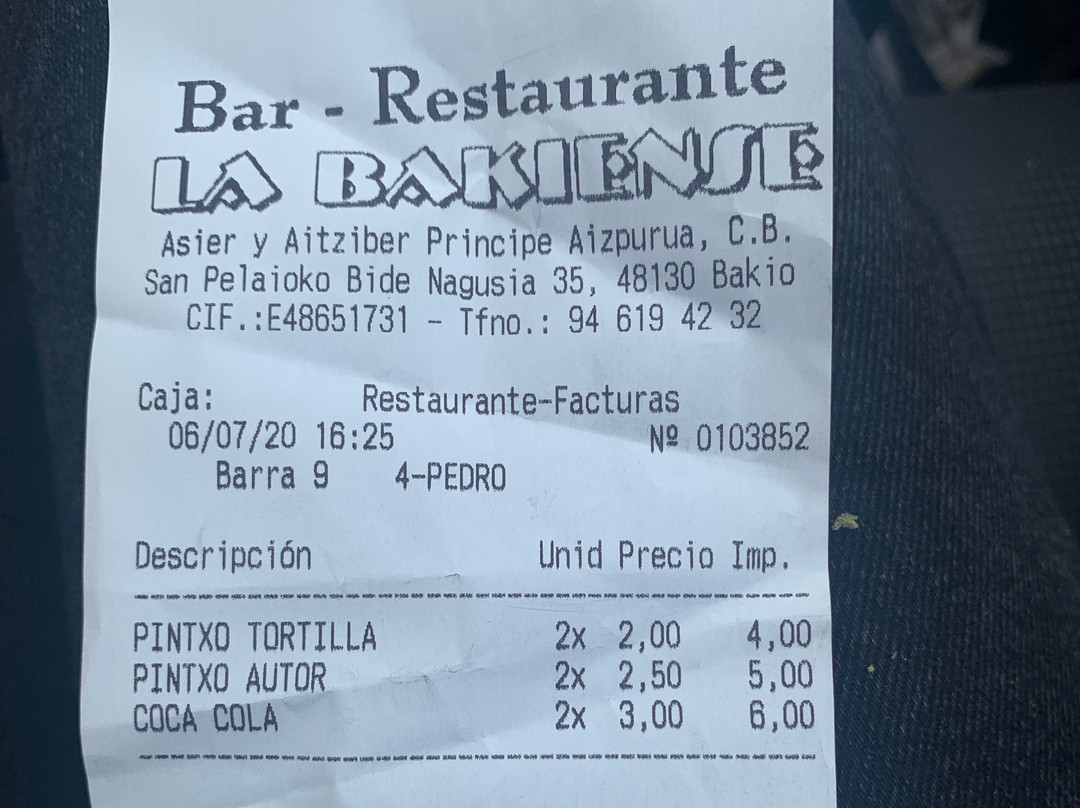 Bar - Restaurante
LA BAKIENSE
Asier y Aitziber Principe Aizpurua, C.B.
San Pelaioko Bide Nagusia 35, 48130 Bakio
CIF.:E48651731 - Tfno.: 94 619 42 32
Caja: Restaurante-Facturas
06/07/20 16:25 Nº 0103852
Barra 9 4-PEDRO
Descripción Unid Precio Imp.
PINTXO TORTILLA 2x 2,00 4,00
PINTXO AUTOR 2x 2,50 5,00
COCA COLA 2x 3,00 6,00